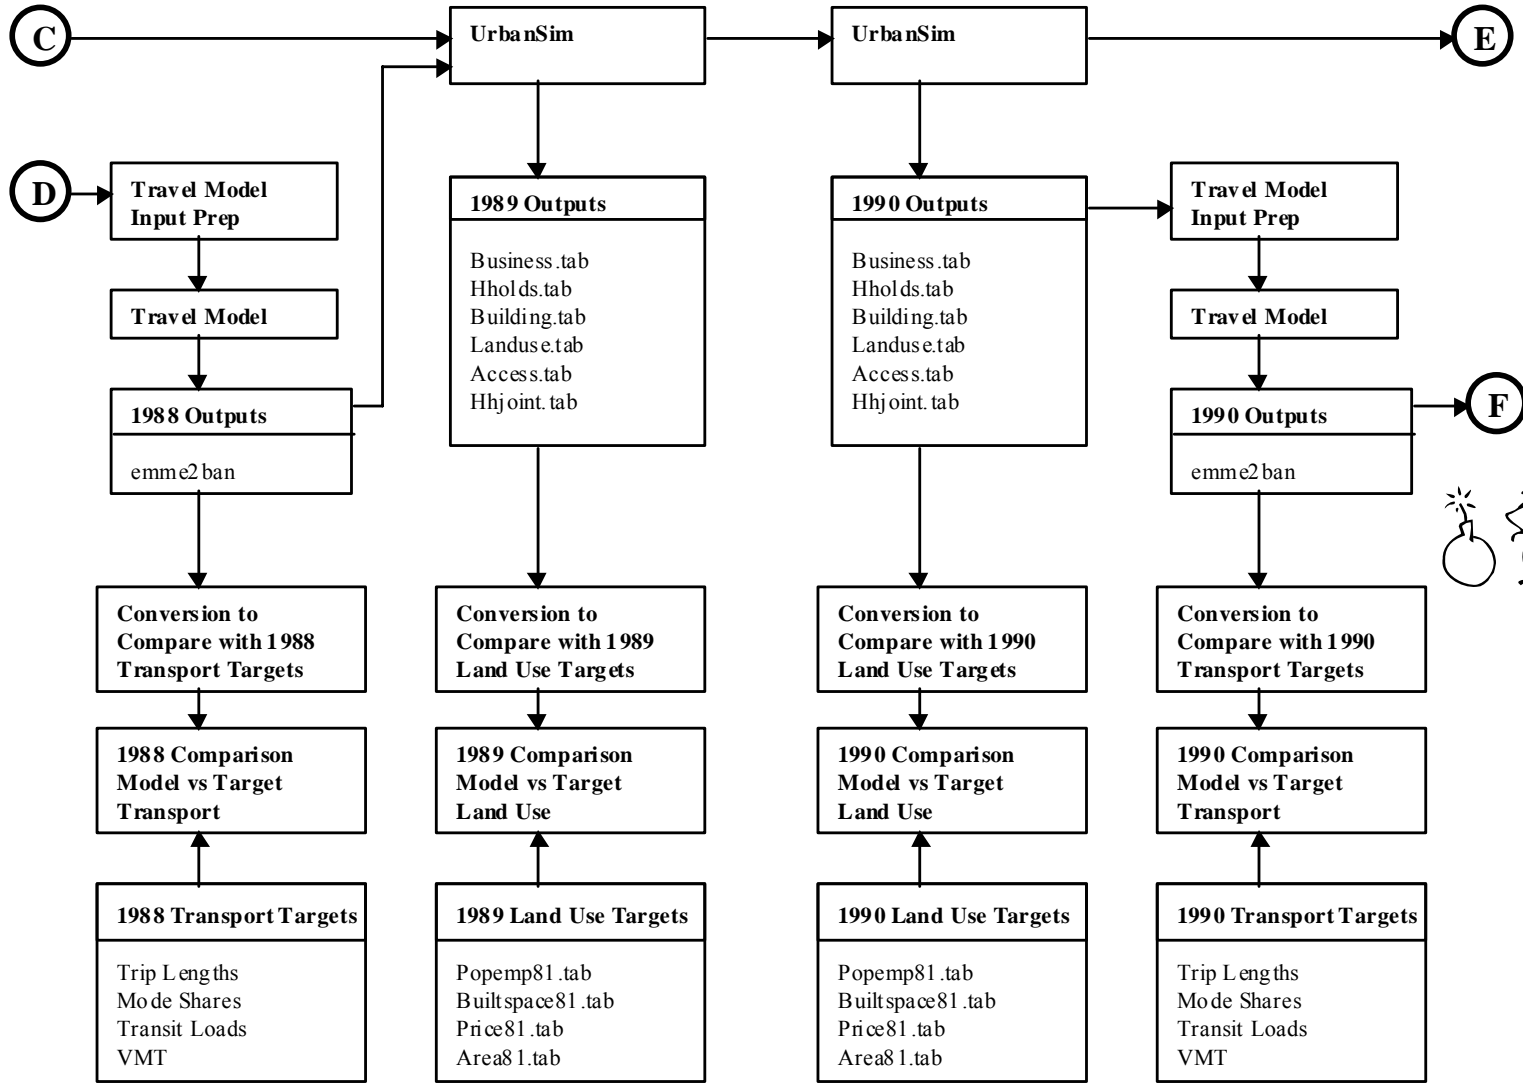 C
UrbanSim
UrbanSim
E
D
Travel Model
Input Prep
Travel Model
1988 Outputs
emme2ban
1989 Outputs
Business.tab
Hholds.tab
Building.tab
Landuse.tab
Access.tab
Hhjoint.tab
1990 Outputs
Business.tab
Hholds.tab
Building.tab
Landuse.tab
Access.tab
Hhjoint.tab
Travel Model
Input Prep
Travel Model
1990 Outputs
emme2ban
F
Conversion to
Compare with 1988
Transport Targets
Conversion to
Compare with 1989
Land Use Targets
Conversion to
Compare with 1990
Land Use Targets
Conversion to
Compare with 1990
Transport Targets
1988 Comparison
Model vs Target
Transport
1989 Comparison
Model vs Target
Land Use
1990 Comparison
Model vs Target
Land Use
1990 Comparison
Model vs Target
Transport
1988 Transport Targets
Trip Lengths
Mode Shares
Transit Loads
VMT
1989 Land Use Targets
Popemp81.tab
Builtspace81.tab
Price81.tab
Area81.tab
1990 Land Use Targets
Popemp81.tab
Builtspace81.tab
Price81.tab
Area81.tab
1990 Transport Targets
Trip Lengths
Mode Shares
Transit Loads
VMT